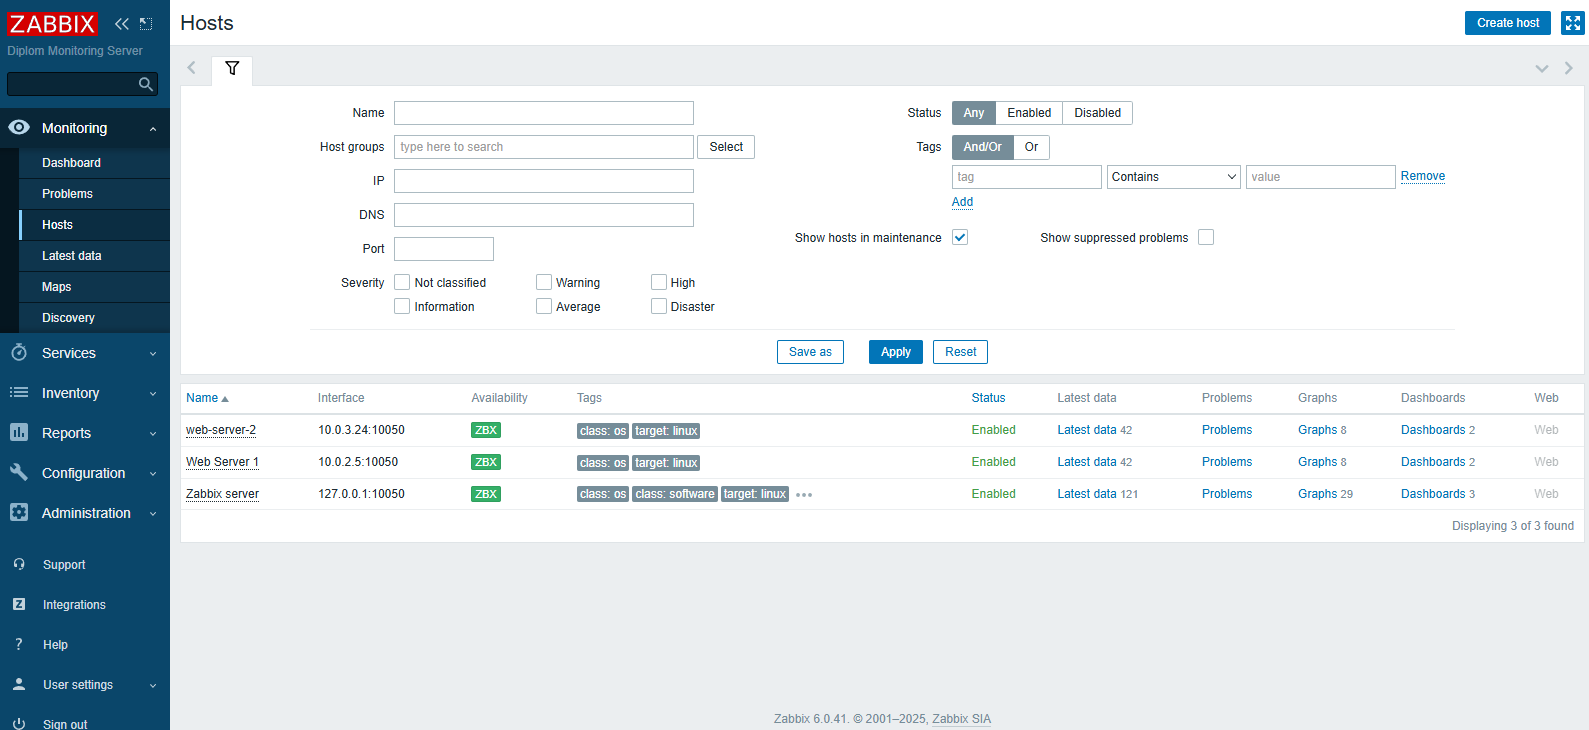 ZABBIX
Diplom Monitoring Server
Monitoring
Dashboard
Problems
Hosts
Latest data
Maps
Discovery
Services
Inventory
Reports
Configuration
Administration
Support
Z Integrations
? Help
User settings
Sign out
Hosts
Create host
Name
Host groups type here to search Select
IP
DNS
Port
Severity Not classified Warning High
Information Average Disaster
Status Any Enabled Disabled
Tags And/Or Or
tag Contains value Remove
Add
Show hosts in maintenance Show suppressed problems
Save as Apply Reset
Name Interface Availability Tags Status Latest data Problems Graphs Dashboards Web
web-server-2 10.0.3.24:10050 ZBX class: os target: linux Enabled Latest data 42 Problems Graphs 8 Dashboards 2 Web
Web Server 1 10.0.2.5:10050 ZBX class: os target: linux Enabled Latest data 42 Problems Graphs 8 Dashboards 2 Web
Zabbix server 127.0.0.1:10050 ZBX class: os class: software target: linux ••• Enabled Latest data 121 Problems Graphs 29 Dashboards 3 Web
Displaying 3 of 3 found
Zabbix 6.0.41. © 2001–2025, Zabbix SIA